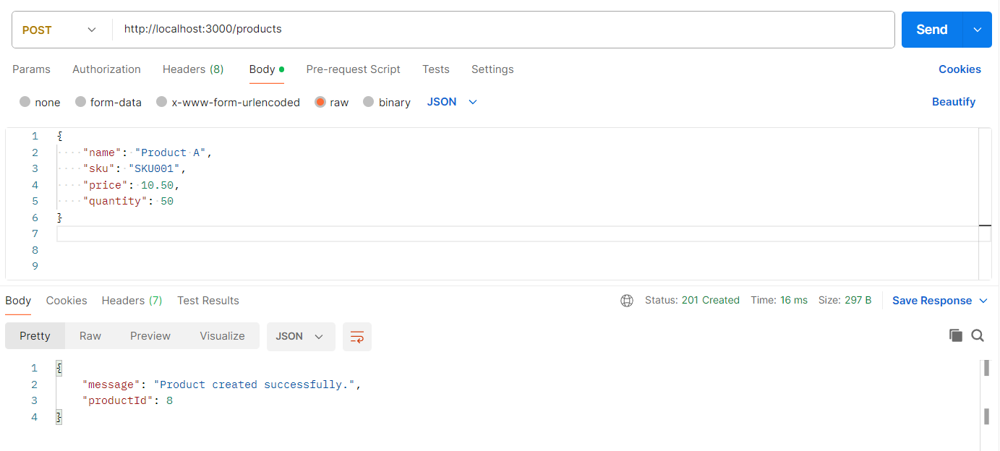 POST http://localhost:3000/products Send
Params Authorization Headers (8) Body Pre-request Script Tests Settings Cookies
none form-data x-www-form-urlencoded raw binary JSON Beautify
1 {
2 "name": "Product A",
3 "sku": "SKU001",
4 "price": 10.50,
5 "quantity": 50
6 }
7
8
9
Body Cookies Headers (7) Test Results Status: 201 Created Time: 16 ms Size: 297 B Save Response
Pretty Raw Preview Visualize JSON
1 {
2 "message": "Product created successfully.",
3 "productId": 8
4 }